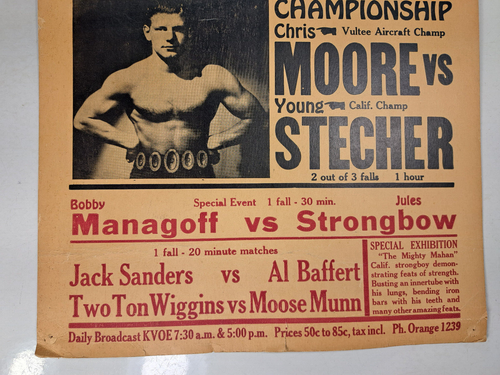 CHAMPIONSHIP
Chris Vultee Aircraft Champ
MOORE VS
Young Calif. Champ
STECHER
2 out of 3 falls 1 hour
Bobby Special Event 1 fall - 30 min. Jules
Managoff vs Strongbow
1 fall - 20 minute matches
Jack Sanders vs Al Baffert
Two Ton Wiggins vs Moose Munn
SPECIAL EXHIBITION
"The Mighty Mahan"
Calif. strongboy demon-
strating feats of strength.
Busting an innertube with
his lungs, bending iron
bars with his teeth and
many other amazing feats.
Daily Broadcast KVOE 7:30 a.m. & 5:00 p.m. Prices 50c to 85c, tax incl. Ph. Orange 1239